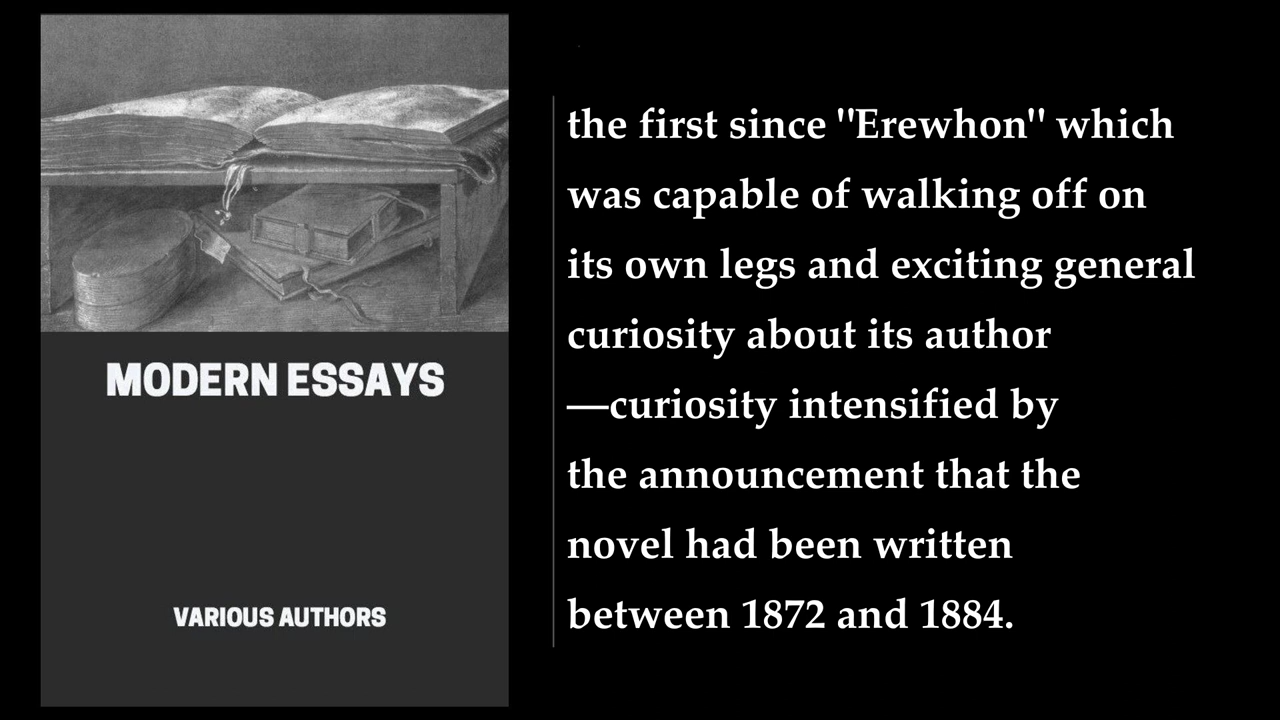 MODERN ESSAYS
VARIOUS AUTHORS
the first since "Erewhon" which
was capable of walking off on
its own legs and exciting general
curiosity about its author
—curiosity intensified by
the announcement that the
novel had been written
between 1872 and 1884.